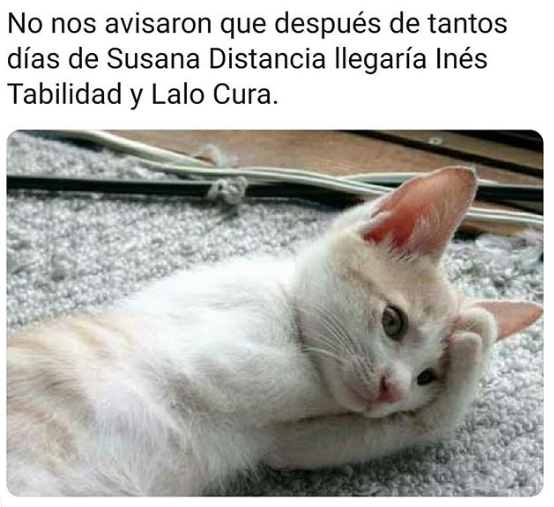 No nos avisaron que después de tantos
días de Susana Distancia llegaría Inés
Tabilidad y Lalo Cura.